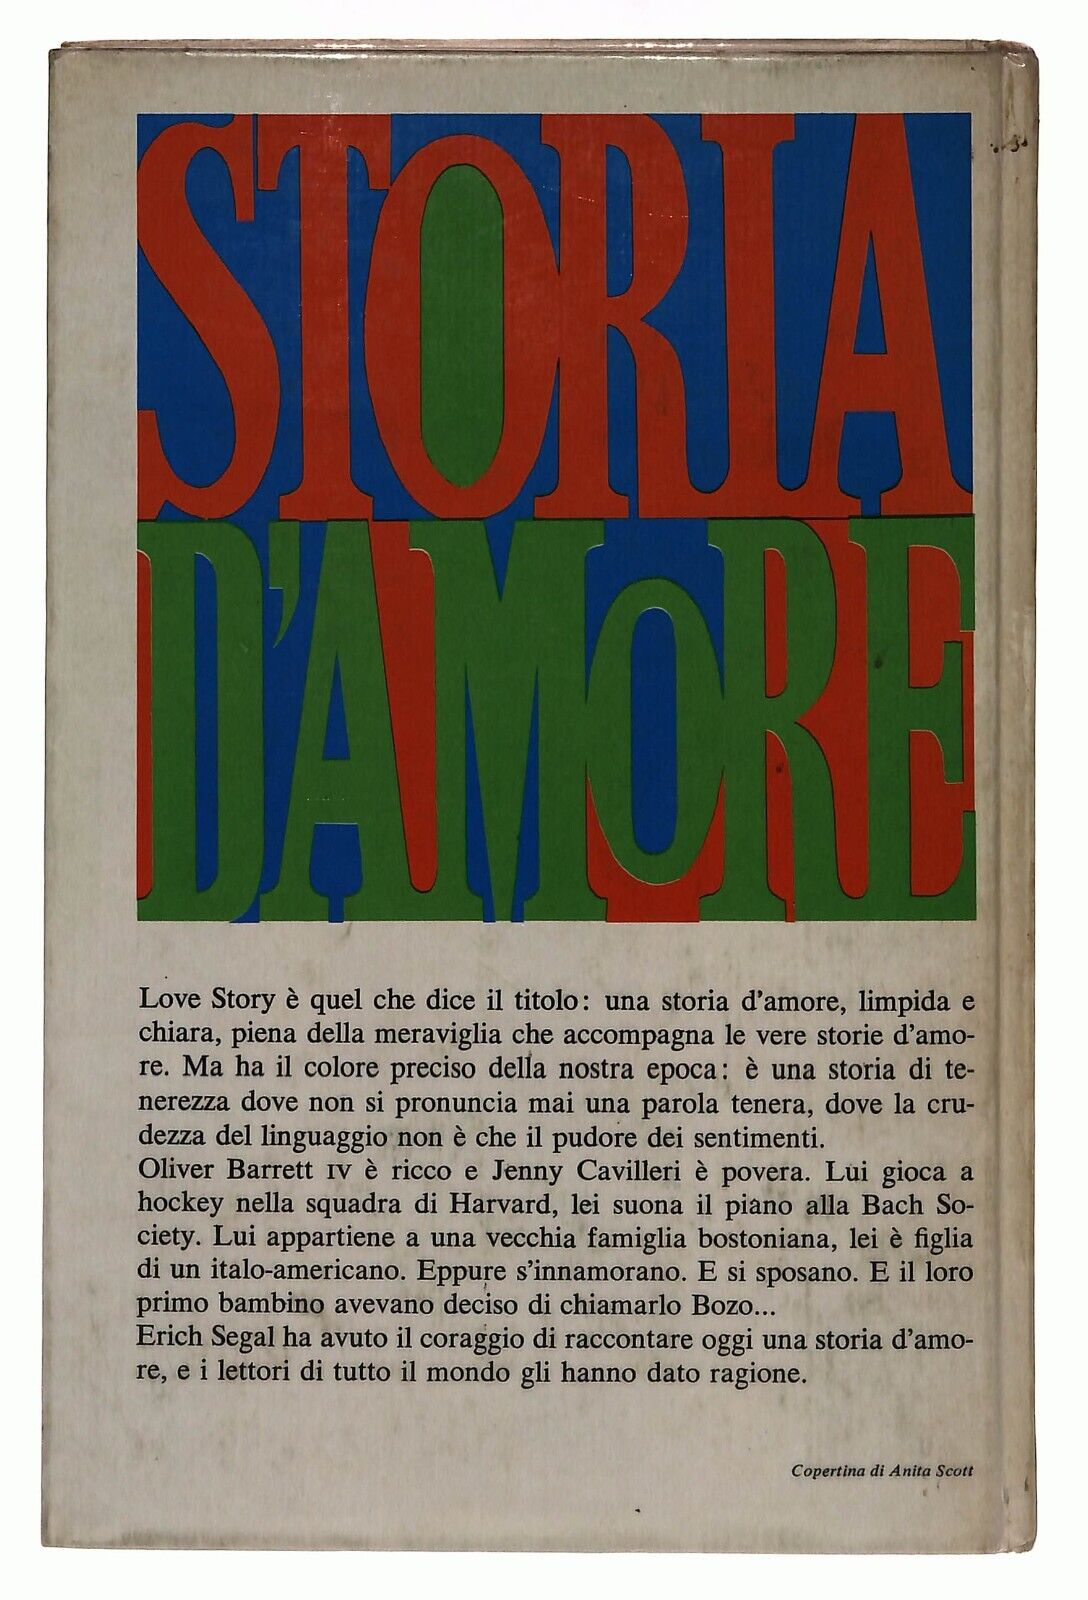 STORIA
D'AMORE
Love Story è quel che dice il titolo: una storia d'amore, limpida e
chiara, piena della meraviglia che accompagna le vere storie d'amo-
re. Ma ha il colore preciso della nostra epoca: è una storia di te-
nerezza dove non si pronuncia mai una parola tenera, dove la cru-
dezza del linguaggio non è che il pudore dei sentimenti.
Oliver Barrett IV è ricco e Jenny Cavilleri è povera. Lui gioca a
hockey nella squadra di Harvard, lei suona il piano alla Bach So-
ciety. Lui appartiene a una vecchia famiglia bostoniana, lei è figlia
di un italo-americano. Eppure s'innamorano. E si sposano. E il loro
primo bambino avevano deciso di chiamarlo Bozo...
Erich Segal ha avuto il coraggio di raccontare oggi una storia d'amo-
re, e i lettori di tutto il mondo gli hanno dato ragione.
Copertina di Anita Scott